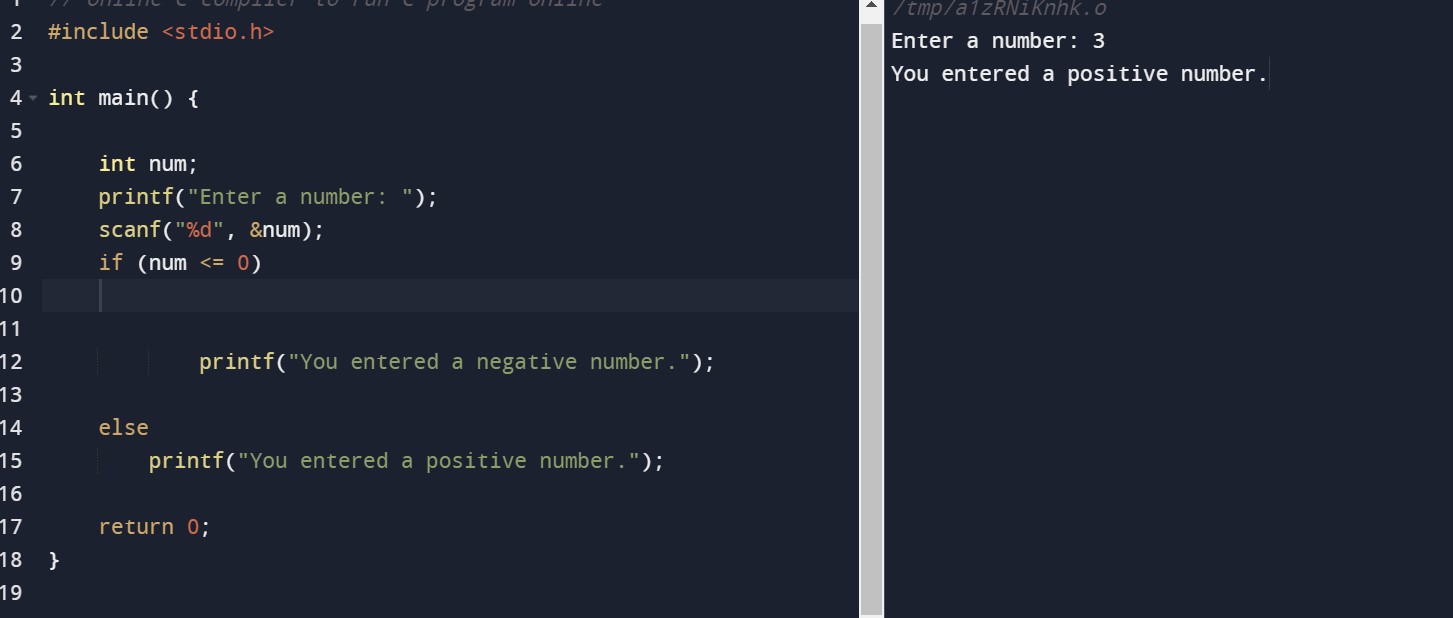 1 // Online C compiler to run C program online
2 #include <stdio.h>
3
4 int main() {
5
6     int num;
7     printf("Enter a number: ");
8     scanf("%d", &num);
9     if (num <= 0)
10
11
12             printf("You entered a negative number.");
13
14     else
15         printf("You entered a positive number.");
16
17     return 0;
18 }
19
/tmp/a1zRNiKnhk.o
Enter a number: 3
You entered a positive number.